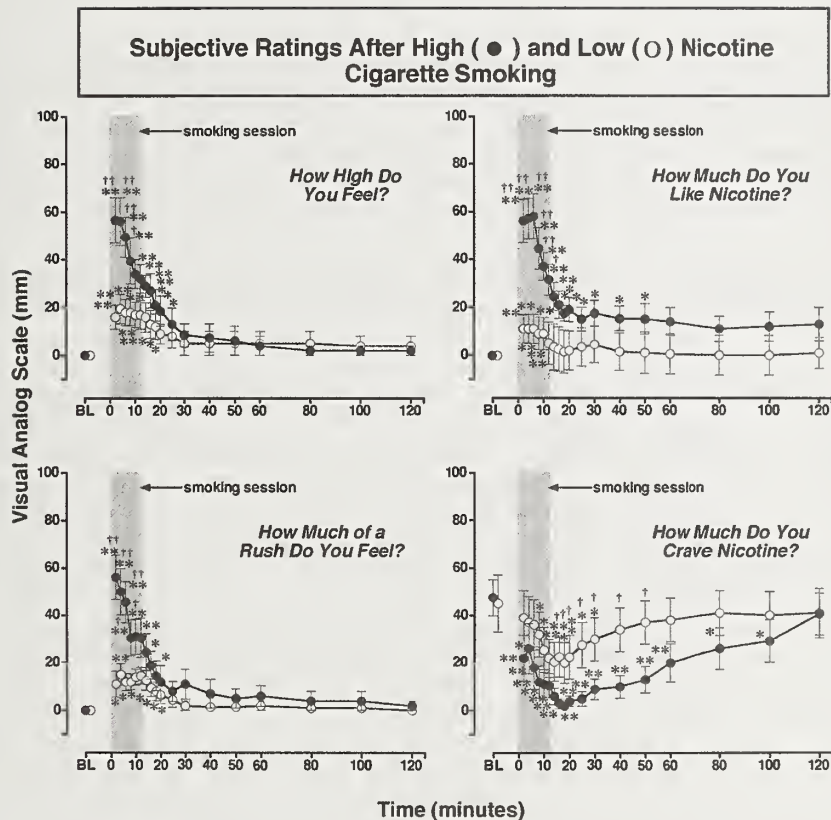 Subjective Ratings After High ( ● ) and Low ( O ) Nicotine
Cigarette Smoking
Visual Analog Scale (mm)
100
80
60
40
20
0
smoking session
How High Do
You Feel?
BL 0 10 20 30 40 50 60 80 100 120
100
80
60
40
20
0
smoking session
How Much Do You
Like Nicotine?
BL 0 10 20 30 40 50 60 80 100 120
100
80
60
40
20
0
smoking session
How Much of a
Rush Do You Feel?
BL 0 10 20 30 40 50 60 80 100 120
100
80
60
40
20
0
smoking session
How Much Do You
Crave Nicotine?
BL 0 10 20 30 40 50 60 80 100 120
Time (minutes)